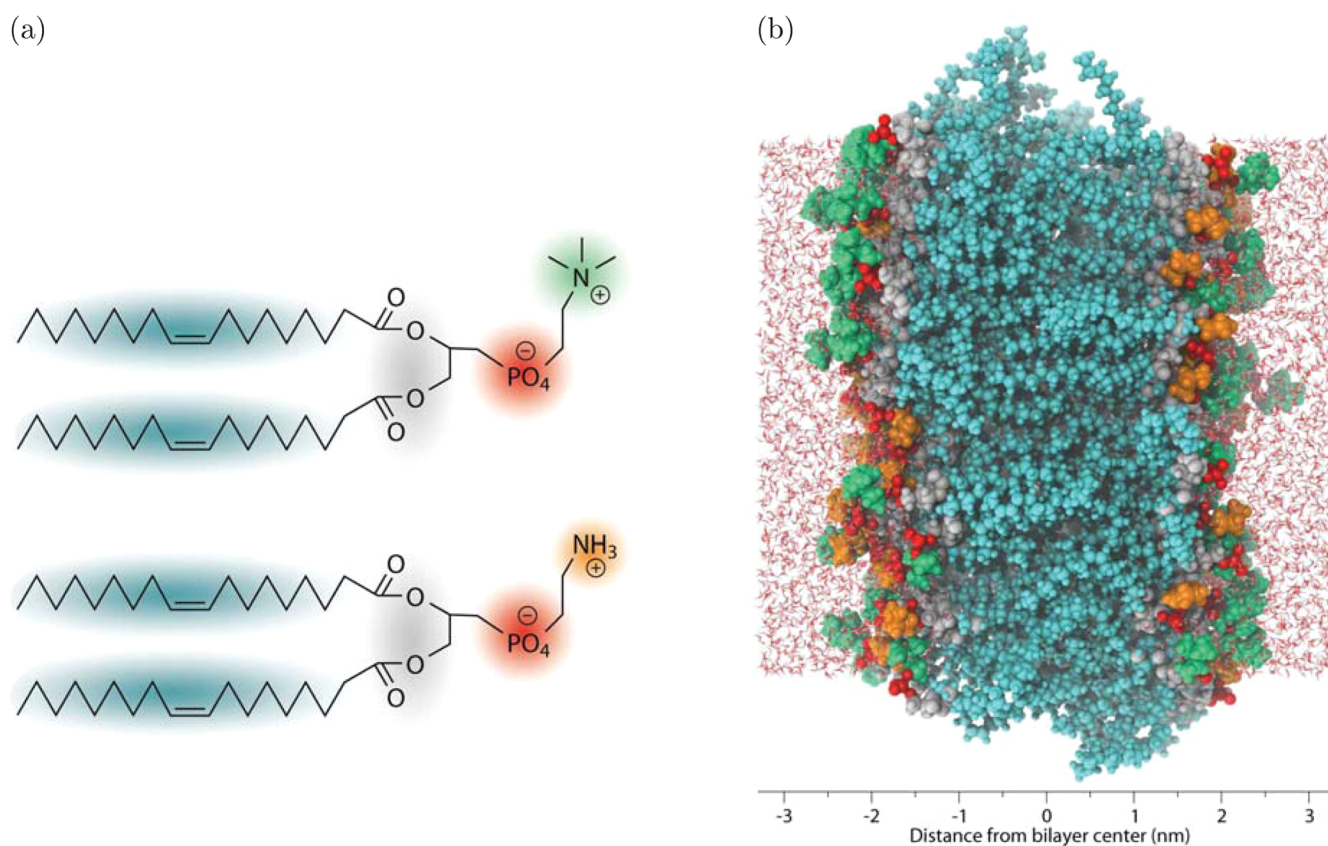 (a)
(b)
O
O
N
⊕
⊖
PO4
O
O
O
O
NH3
⊕
⊖
PO4
O
O
-3 -2 -1 0 1 2 3
Distance from bilayer center (nm)